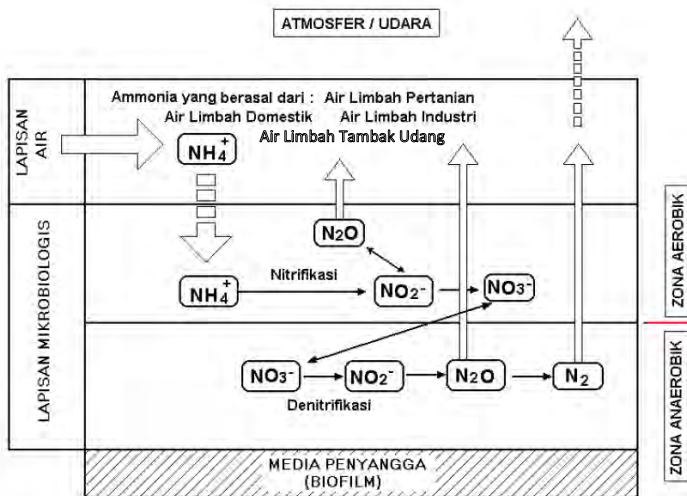 ATMOSFER / UDARA
Ammonia yang berasal dari : Air Limbah Pertanian
Air Limbah Domestik Air Limbah Industri
Air Limbah Tambak Udang
LAPISAN AIR
NH4+
N2O
LAPISAN MIKROBIOLOGIS
NH4+
Nitrifikasi
NO2-
NO3-
ZONA AEROBIK
NO3-
NO2-
N2O
N2
Denitrifikasi
ZONA ANAEROBIK
MEDIA PENYANGGA
(BIOFILM)